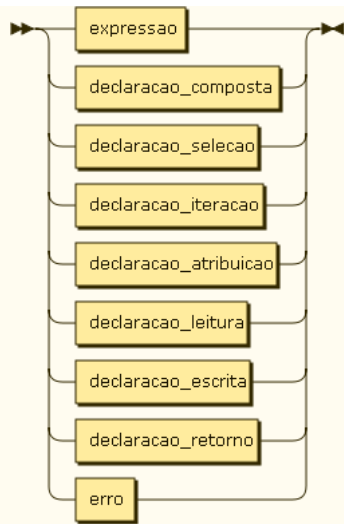 expressao
declaracao_composta
declaracao_selecao
declaracao_iteracao
declaracao_atribuicao
declaracao_leitura
declaracao_escrita
declaracao_retorno
erro